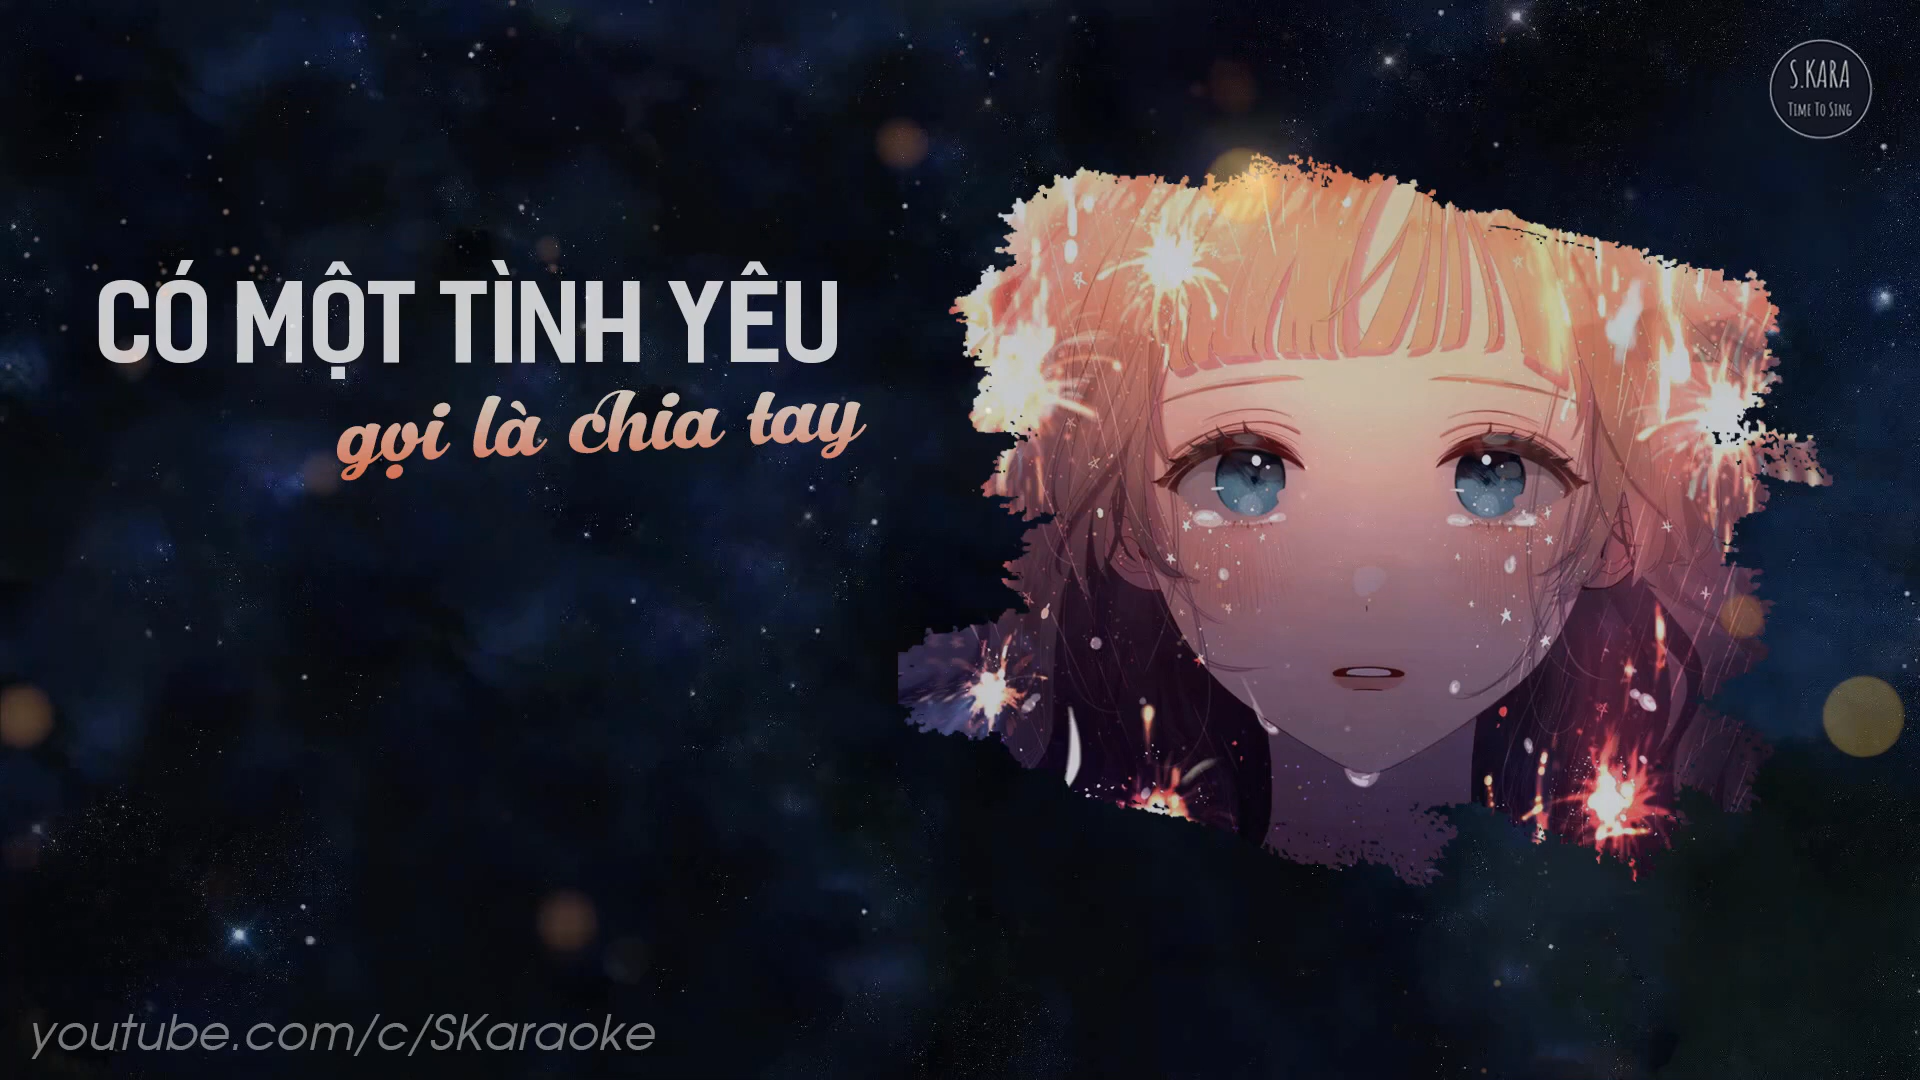 S.KARA
TIME TO SING
CÓ MỘT TÌNH YÊU
gọi là chia tay
youtube.com/c/SKaraoke